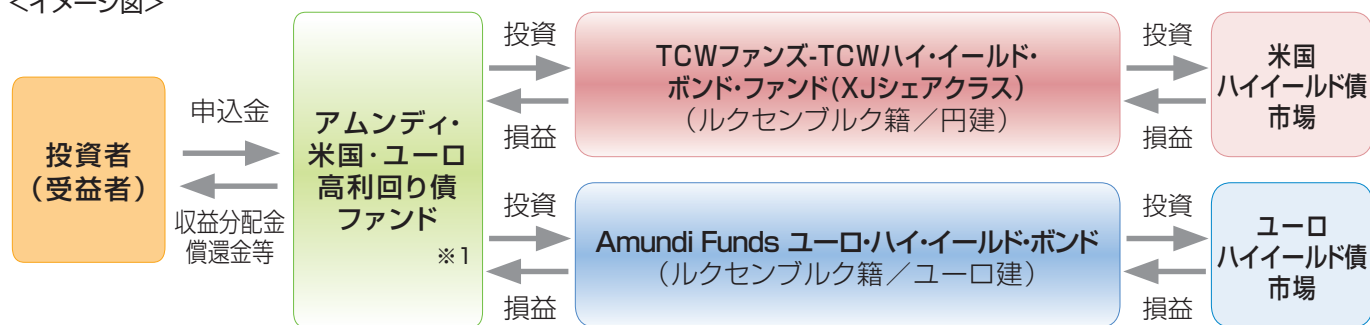 <イメージ図>
投資者
(受益者)
申込金
収益分配金
償還金等
アムンディ・
米国・ユーロ
高利回り債
ファンド
※1
投資
損益
TCWファンズ-TCWハイ・イールド・
ボンド・ファンド(XJシェアクラス)
(ルクセンブルク籍/円建)
投資
損益
米国
ハイイールド債
市場
投資
損益
Amundi Funds ユーロ・ハイ・イールド・ボンド
(ルクセンブルク籍/ユーロ建)
投資
損益
ユーロ
ハイイールド債
市場